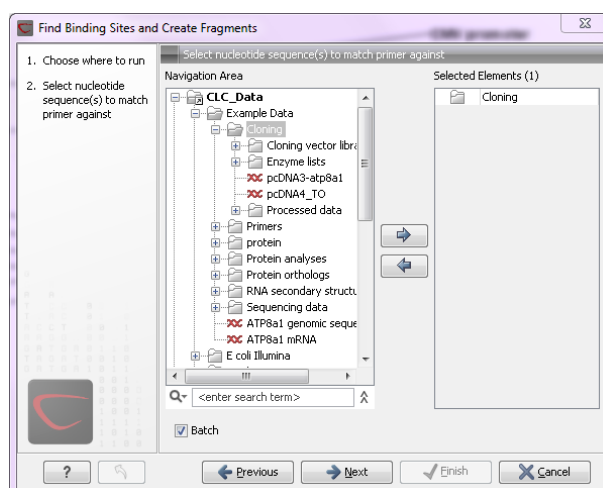 Find Binding Sites and Create Fragments
1. Choose where to run
2. Select nucleotide
sequence(s) to match
primer against
Select nucleotide sequence(s) to match primer against
Navigation Area
CLC_Data
Example Data
Cloning
Cloning vector libra
Enzyme lists
pcDNA3-atp8a1
pcDNA4_TO
Processed data
Primers
protein
Protein analyses
Protein orthologs
RNA secondary structu
Sequencing data
ATP8a1 genomic seque
ATP8a1 mRNA
E coli Illumina
<enter search term>
Batch
Selected Elements (1)
Cloning
?
Previous
Next
Finish
Cancel